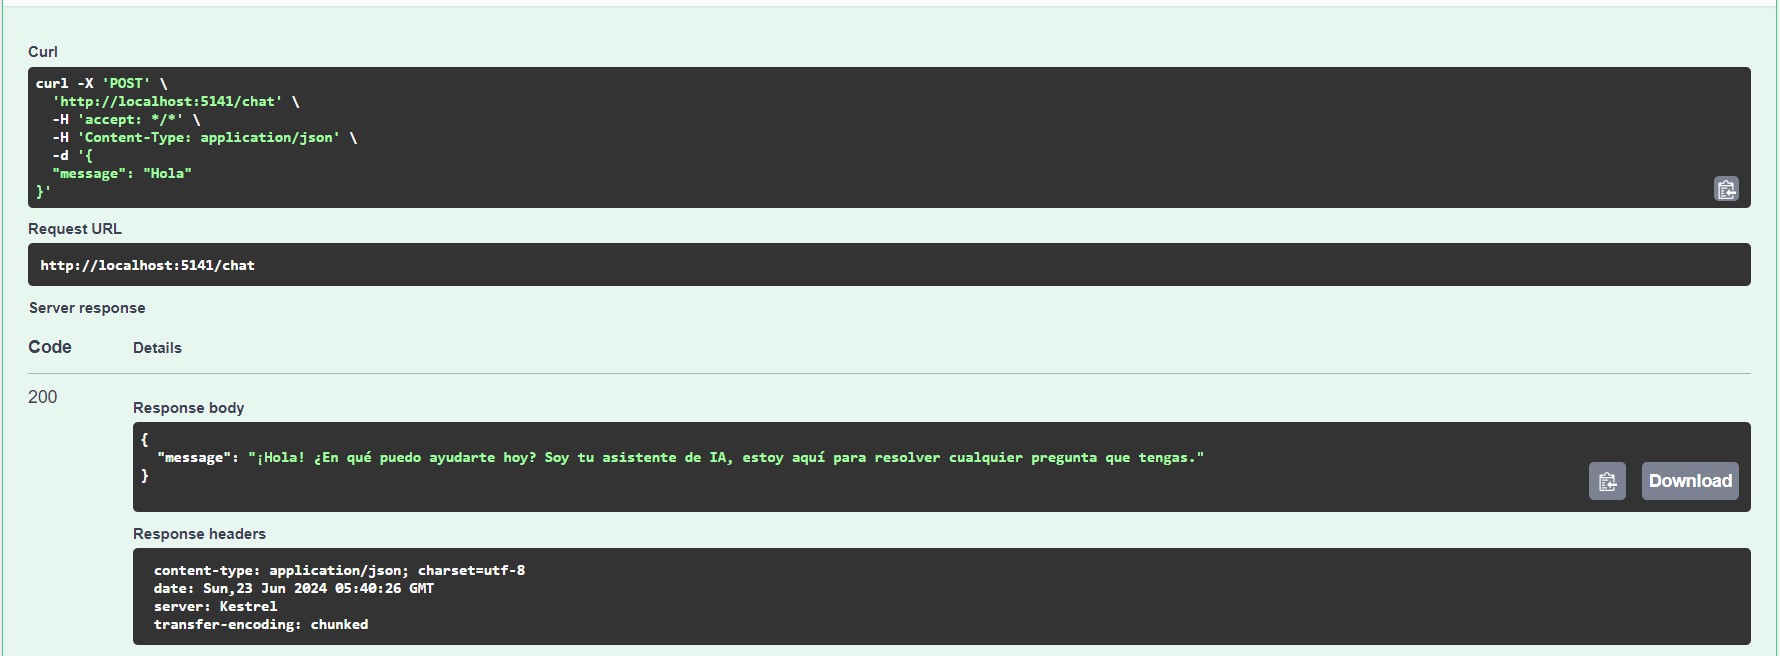 Curl
curl -X 'POST' \
  'http://localhost:5141/chat' \
  -H 'accept: */*' \
  -H 'Content-Type: application/json' \
  -d '{
  "message": "Hola"
}'
Request URL
http://localhost:5141/chat
Server response
Code Details
200
Response body
{
  "message": "¡Hola! ¿En qué puedo ayudarte hoy? Soy tu asistente de IA, estoy aquí para resolver cualquier pregunta que tengas."
}
Download
Response headers
content-type: application/json; charset=utf-8
date: Sun,23 Jun 2024 05:40:26 GMT
server: Kestrel
transfer-encoding: chunked